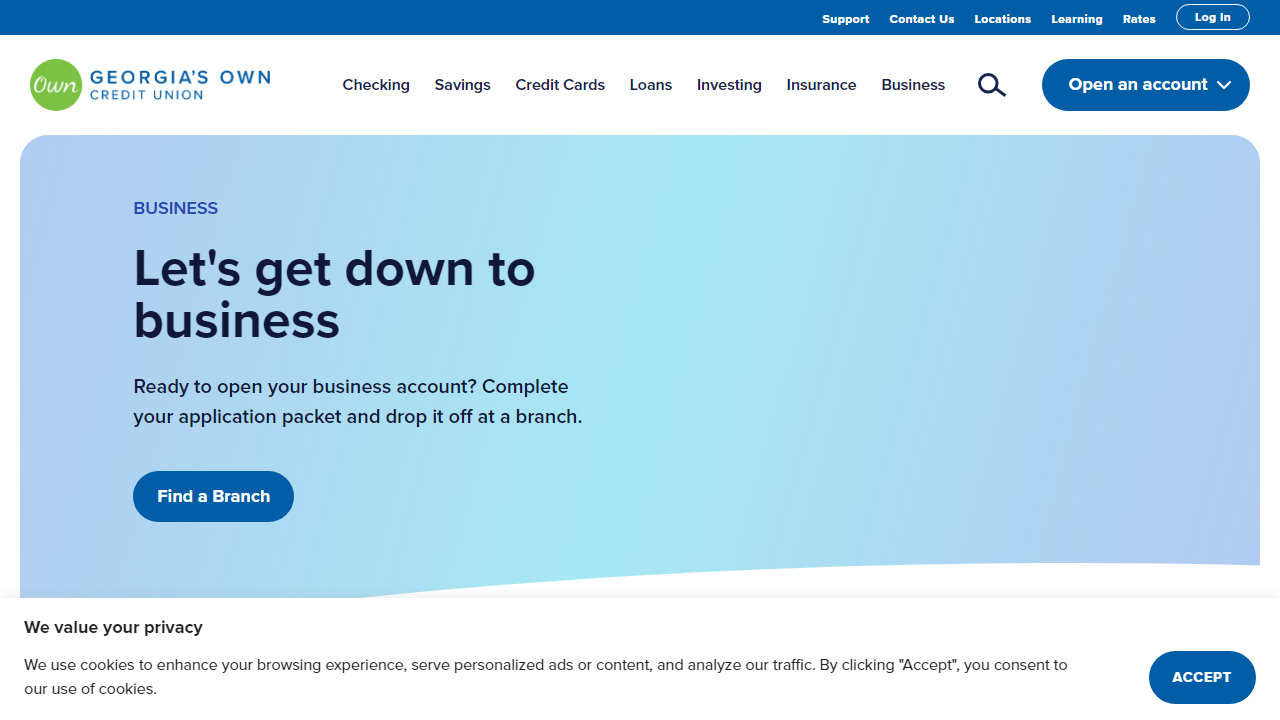 Support Contact Us Locations Learning Rates Log In
Own GEORGIA'S OWN
CREDIT UNION
Checking Savings Credit Cards Loans Investing Insurance Business Open an account
BUSINESS
Let's get down to
business
Ready to open your business account? Complete
your application packet and drop it off at a branch.
Find a Branch
We value your privacy
We use cookies to enhance your browsing experience, serve personalized ads or content, and analyze our traffic. By clicking "Accept", you consent to
our use of cookies.
ACCEPT